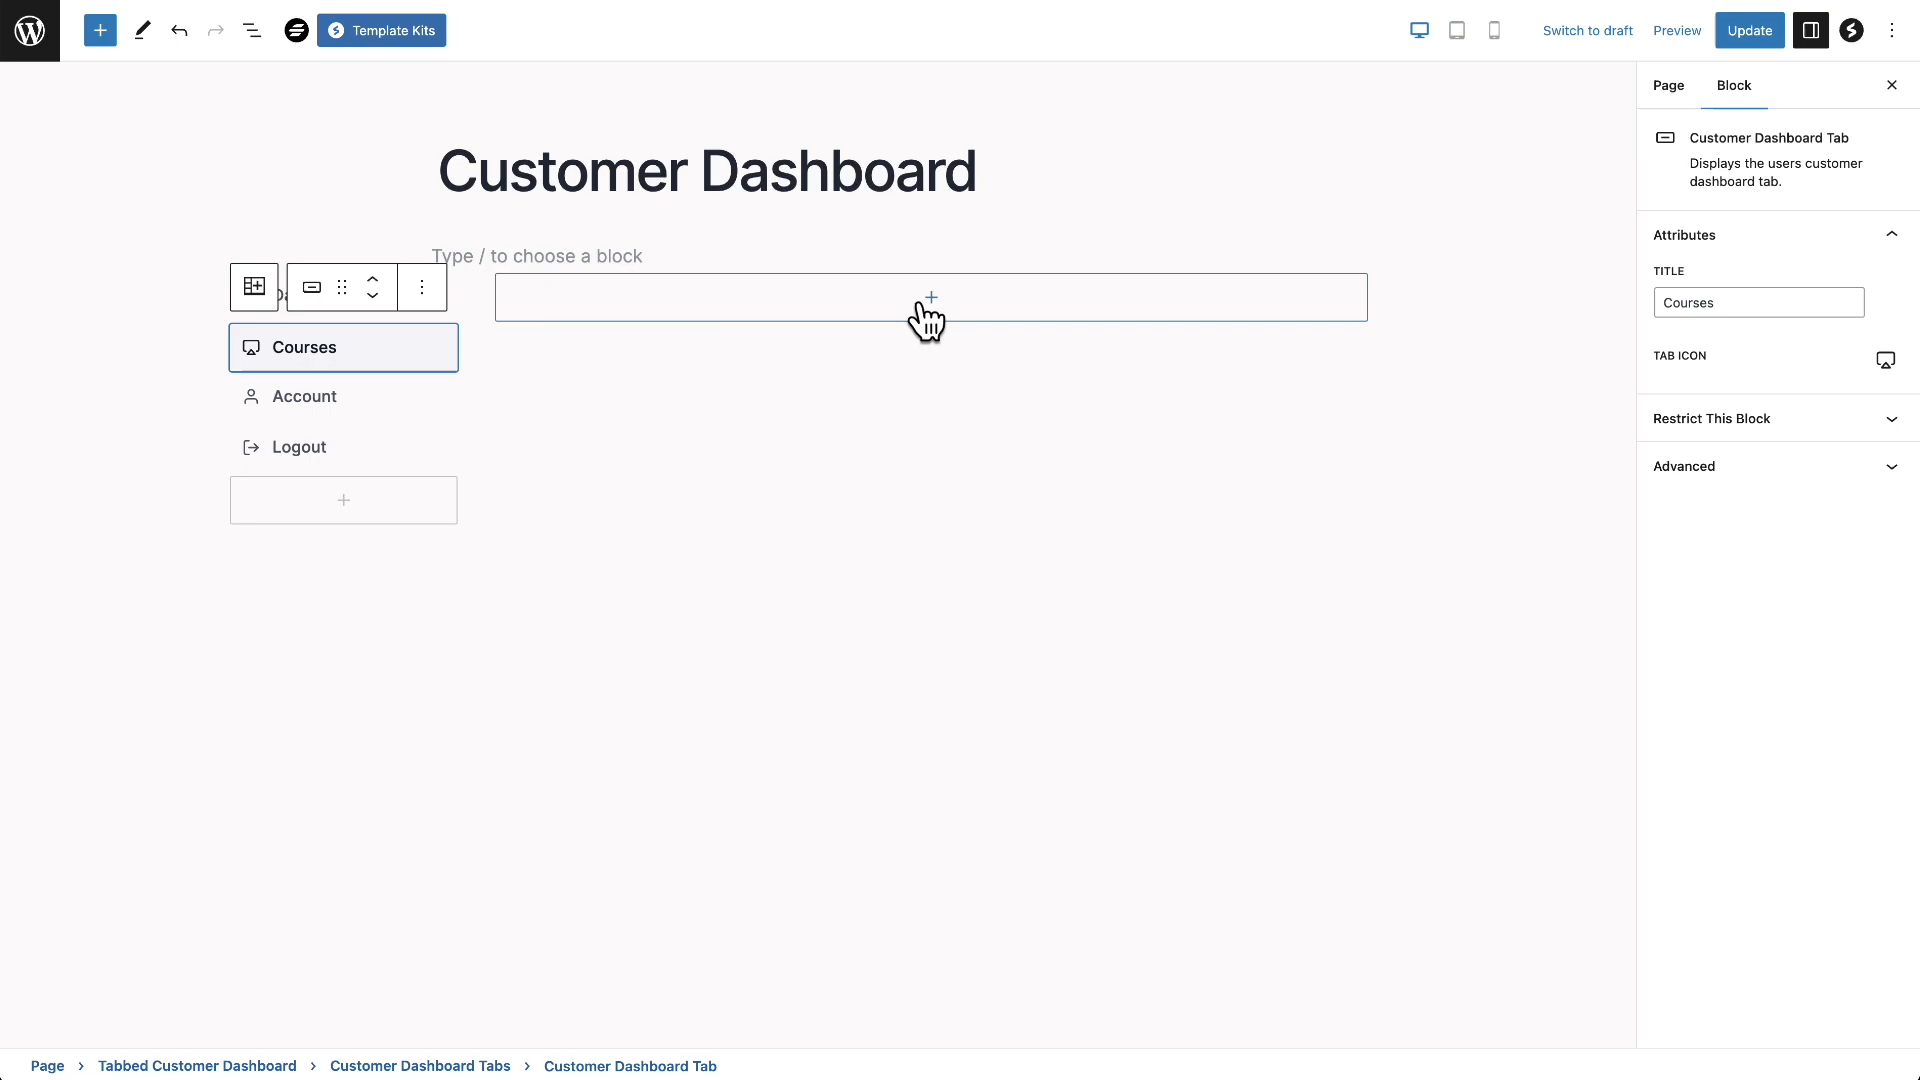 Template Kits
Switch to draft
Preview
Update
Page
Block
Customer Dashboard Tab
Displays the users customer
dashboard tab.
Attributes
TITLE
Courses
TAB ICON
Restrict This Block
Advanced
Customer Dashboard
Type / to choose a block
Courses
Account
Logout
Page > Tabbed Customer Dashboard > Customer Dashboard Tabs > Customer Dashboard Tab